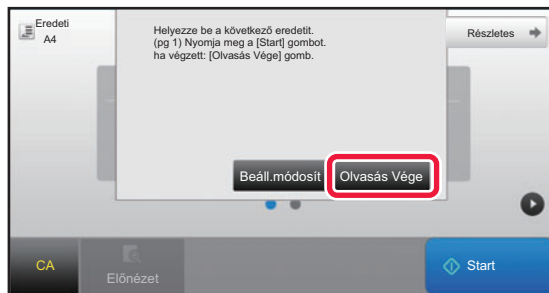 Eredeti
A4
Helyezze be a következő eredetit.
(pg 1) Nyomja meg a [Start] gombot.
ha végzett: [Olvasás Vége] gomb.
Részletes
Beáll.módosít
Olvasás Vége
CA
Előnézet
Start